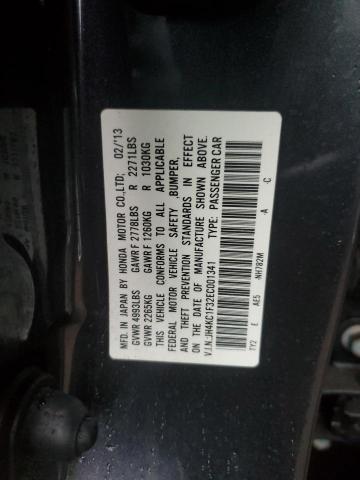 MFD. IN JAPAN BY HONDA MOTOR CO.,LTD; 02/'13
GVWR 4993LBS GAWR F 2778LBS R 2271LBS
GVWR 2265KG GAWR F 1260KG R 1030KG
THIS VEHICLE CONFORMS TO ALL APPLICABLE
FEDERAL MOTOR VEHICLE SAFETY ,BUMPER,
AND THEFT PREVENTION STANDARDS IN EFFECT
ON THE DATE OF MANUFACTURE SHOWN ABOVE.
V.I.N.:JH4KC1F32EC001341 TYPE: PASSENGER CAR
TY2 E AE5 -NH782M -A -C